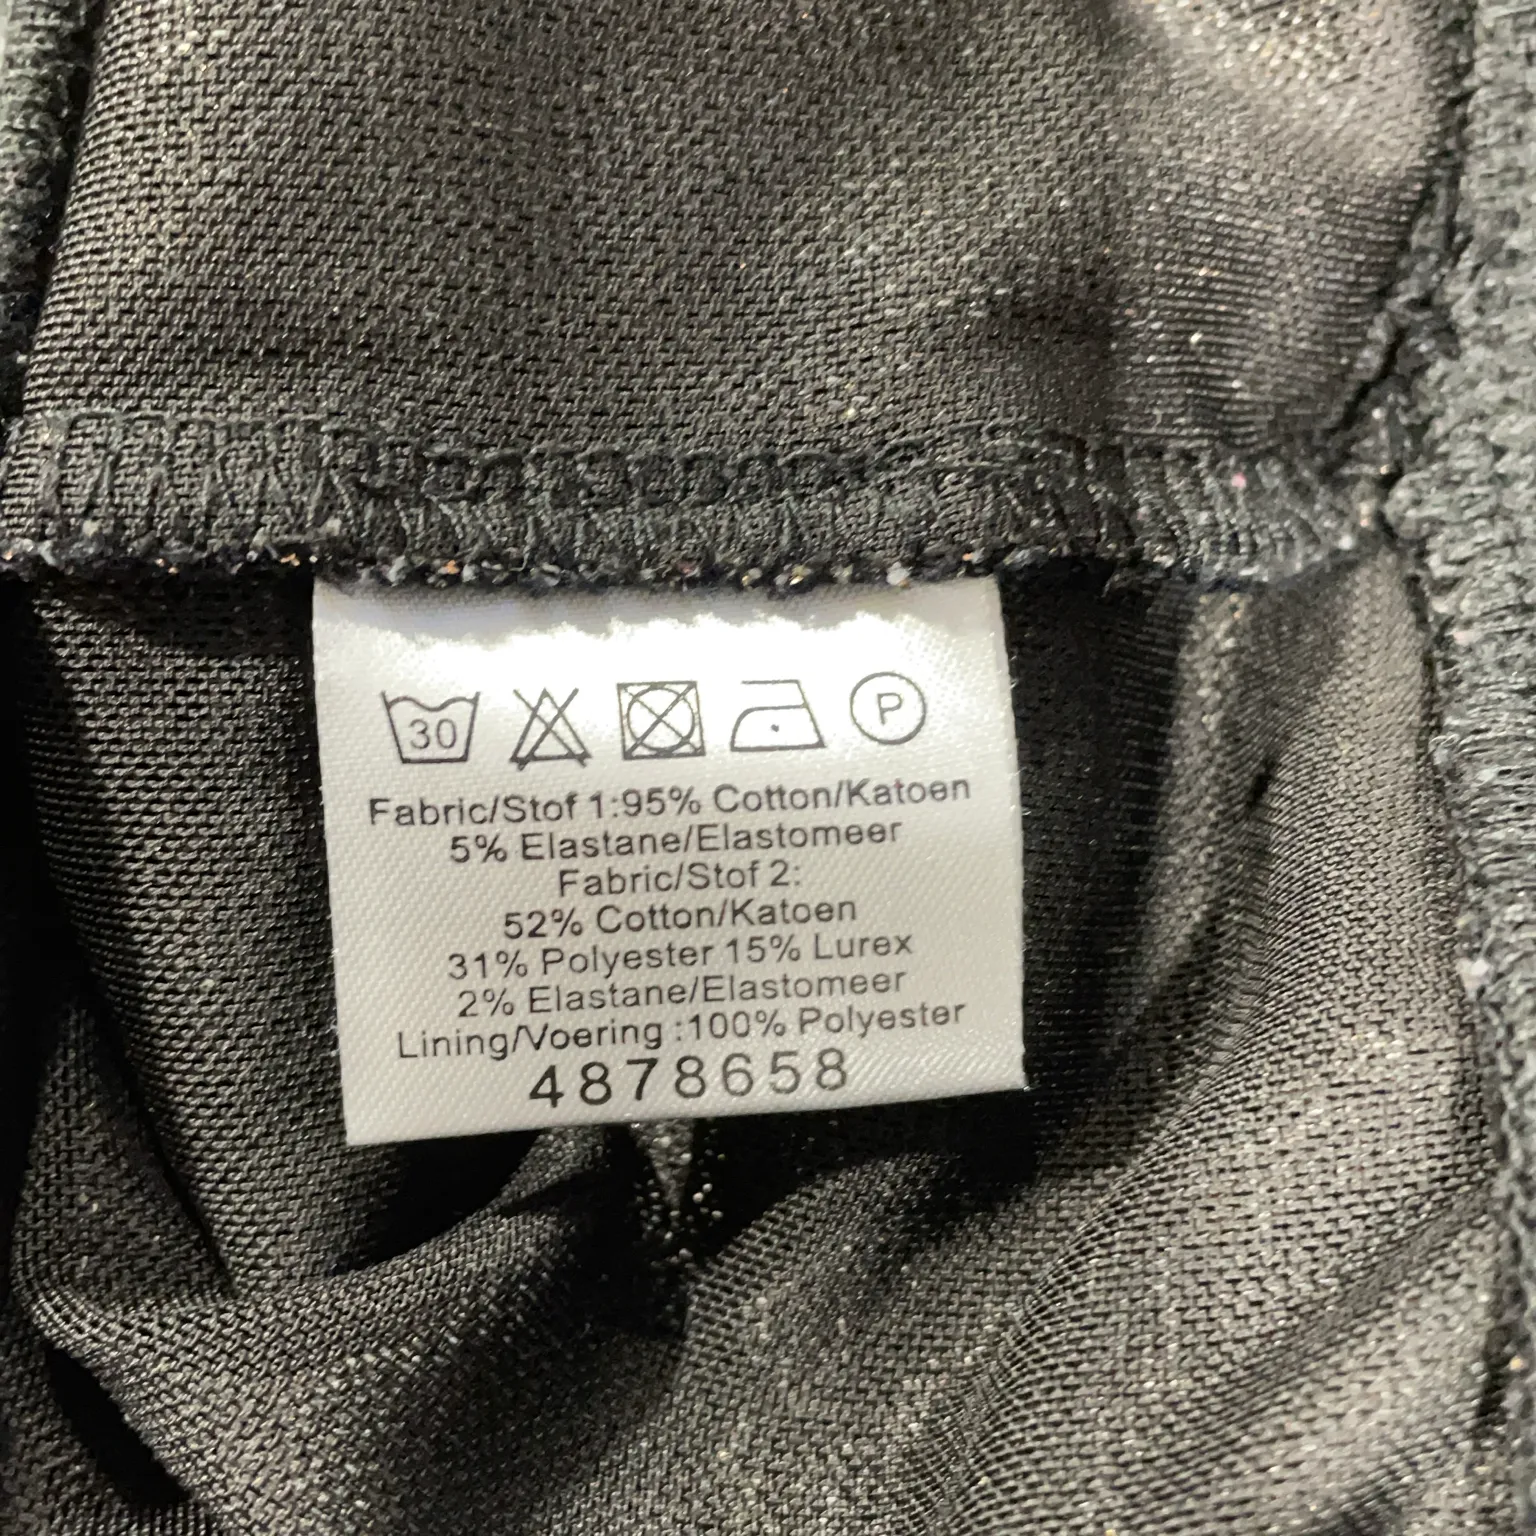 30 P
Fabric/Stof 1:95% Cotton/Katoen
5% Elastane/Elastomeer
Fabric/Stof 2:
52% Cotton/Katoen
31% Polyester 15% Lurex
2% Elastane/Elastomeer
Lining/Voering :100% Polyester
4878658